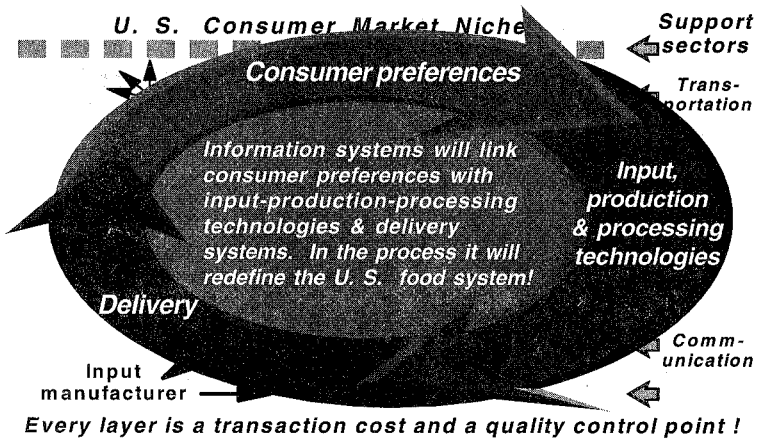 U. S. Consumer Market Niche
Support
sectors
Consumer preferences
Trans-
portation
Information systems will link
consumer preferences with
input-production-processing
technologies & delivery
systems. In the process it will
redefine the U. S. food system!
Input,
production
& processing
technologies
Delivery
Comm-
unication
Input
manufacturer
Every layer is a transaction cost and a quality control point !